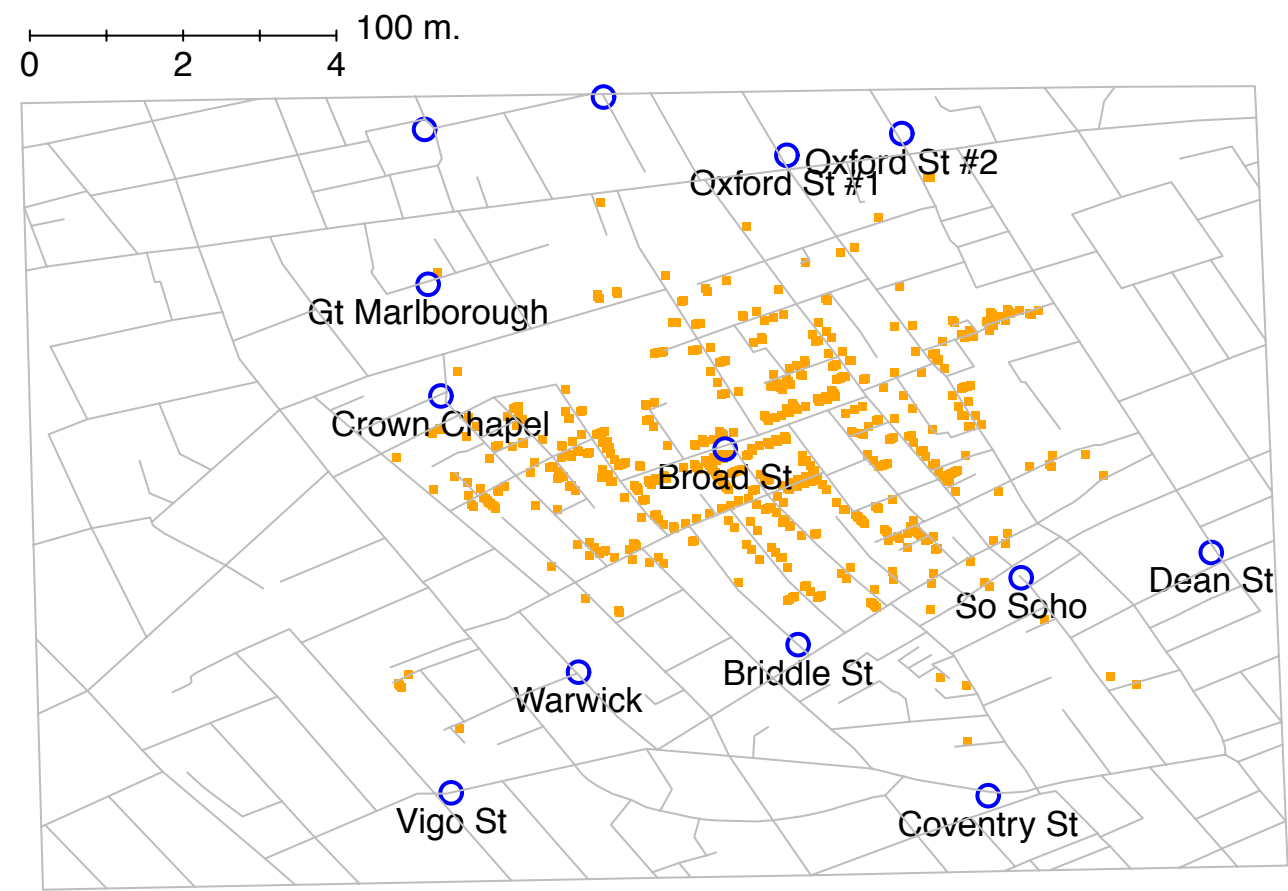 100 m.
0 2 4
Oxford St #2
Oxford St #1
Gt Marlborough
Crown Chapel
Broad St
Dean St
So Soho
Briddle St
Warwick
Vigo St
Coventry St